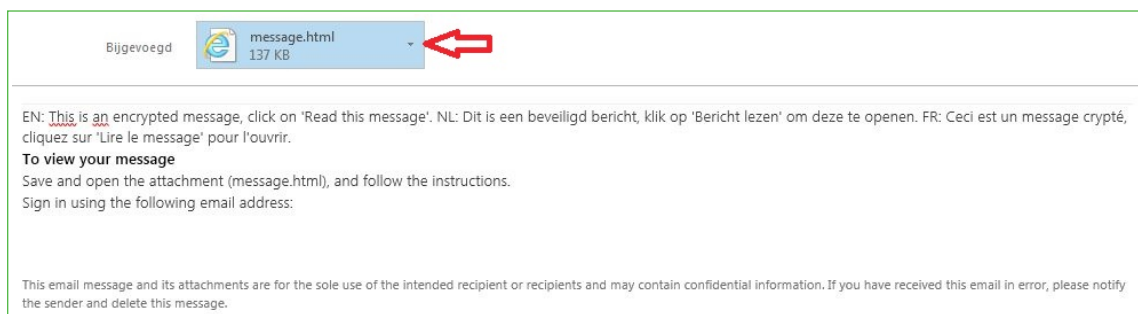 Bijgevoegd
message.html
137 KB
EN: This is an encrypted message, click on 'Read this message'. NL: Dit is een beveiligd bericht, klik op 'Bericht lezen' om deze te openen. FR: Ceci est un message crypté,
cliquez sur 'Lire le message' pour l'ouvrir.
To view your message
Save and open the attachment (message.html), and follow the instructions.
Sign in using the following email address:
This email message and its attachments are for the sole use of the intended recipient or recipients and may contain confidential information. If you have received this email in error, please notify
the sender and delete this message.